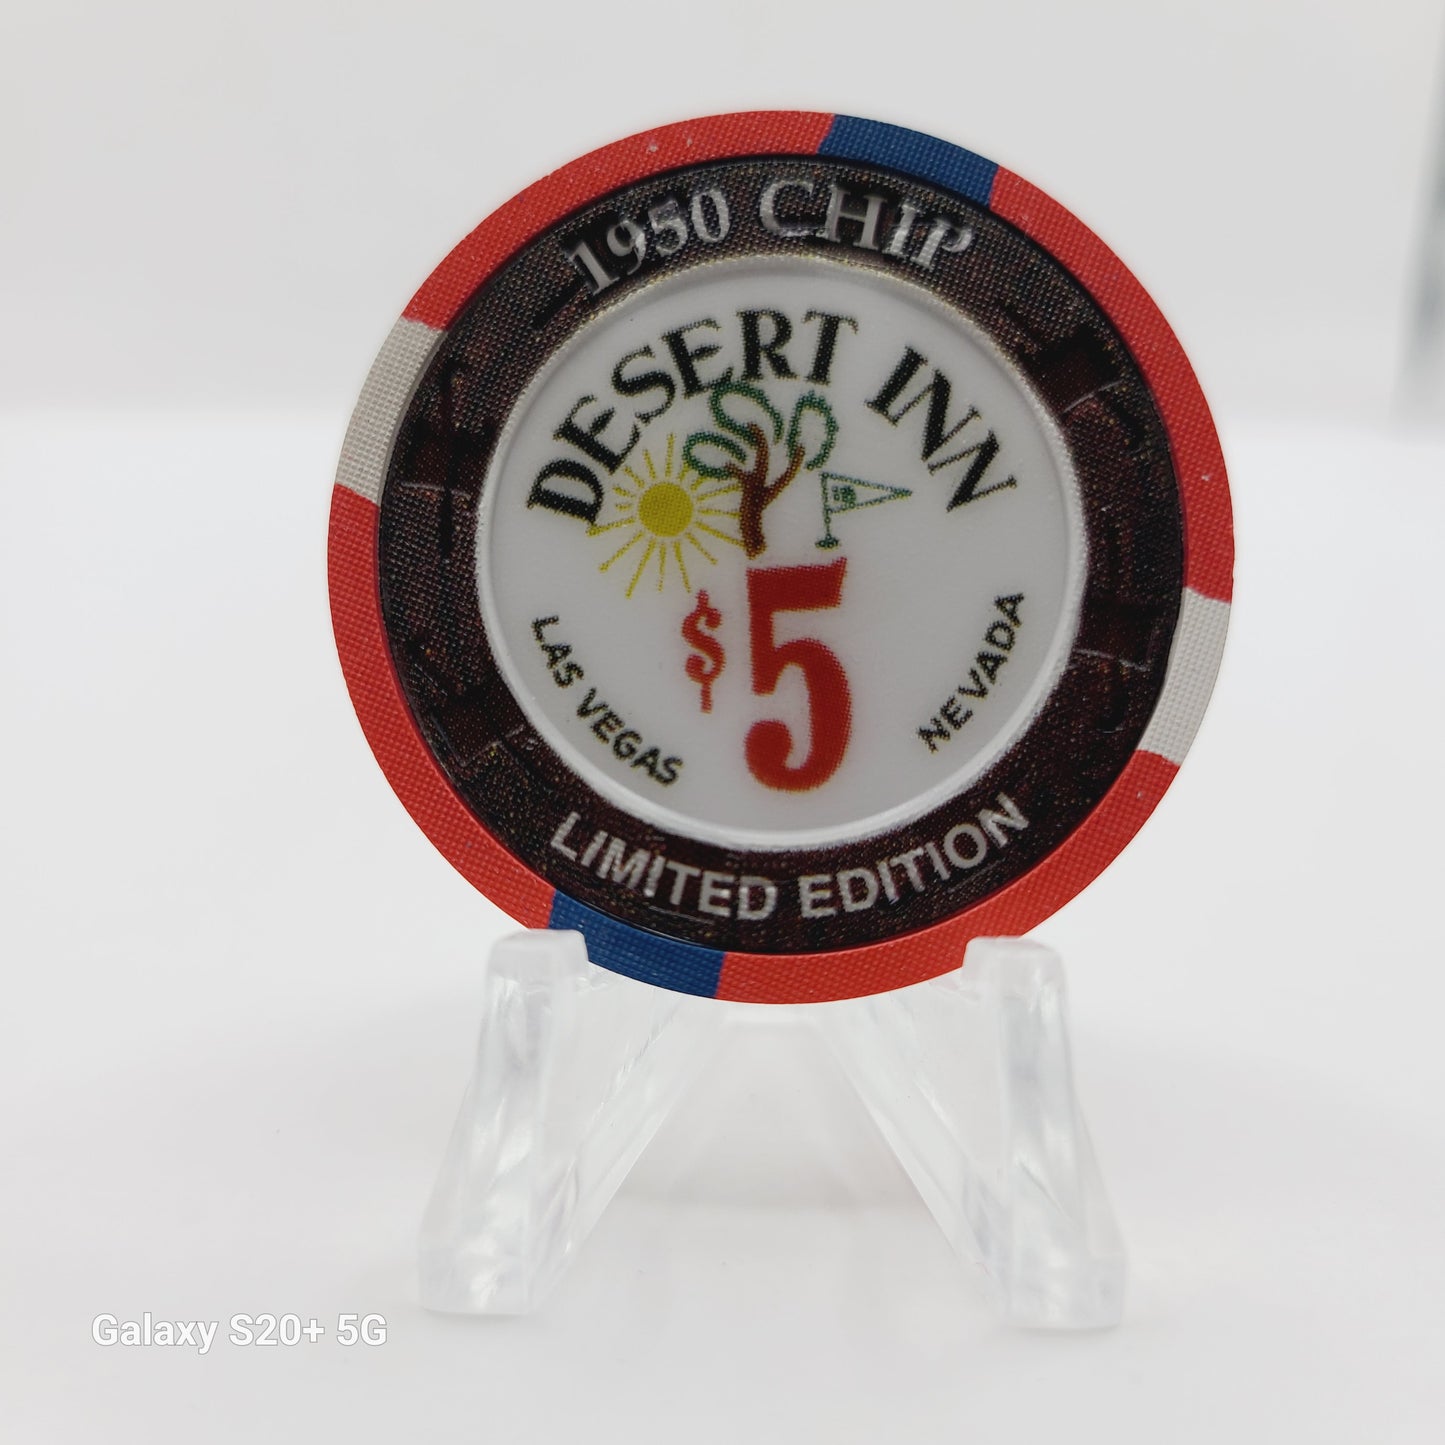 1950 CHIP
DESERT INN
$5
LAS VEGAS
NEVADA
LIMITED EDITION
Galaxy S20+ 5G